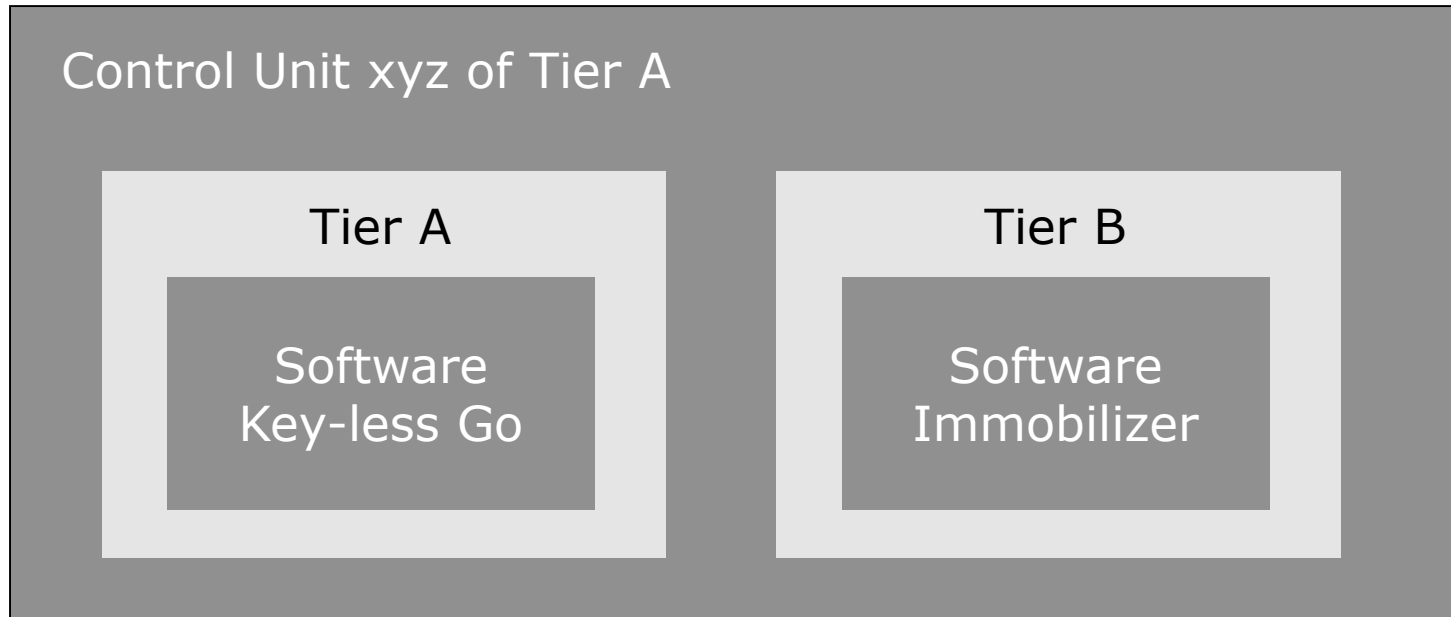 Control Unit xyz of Tier A
Tier A
Software
Key-less Go
Tier B
Software
Immobilizer